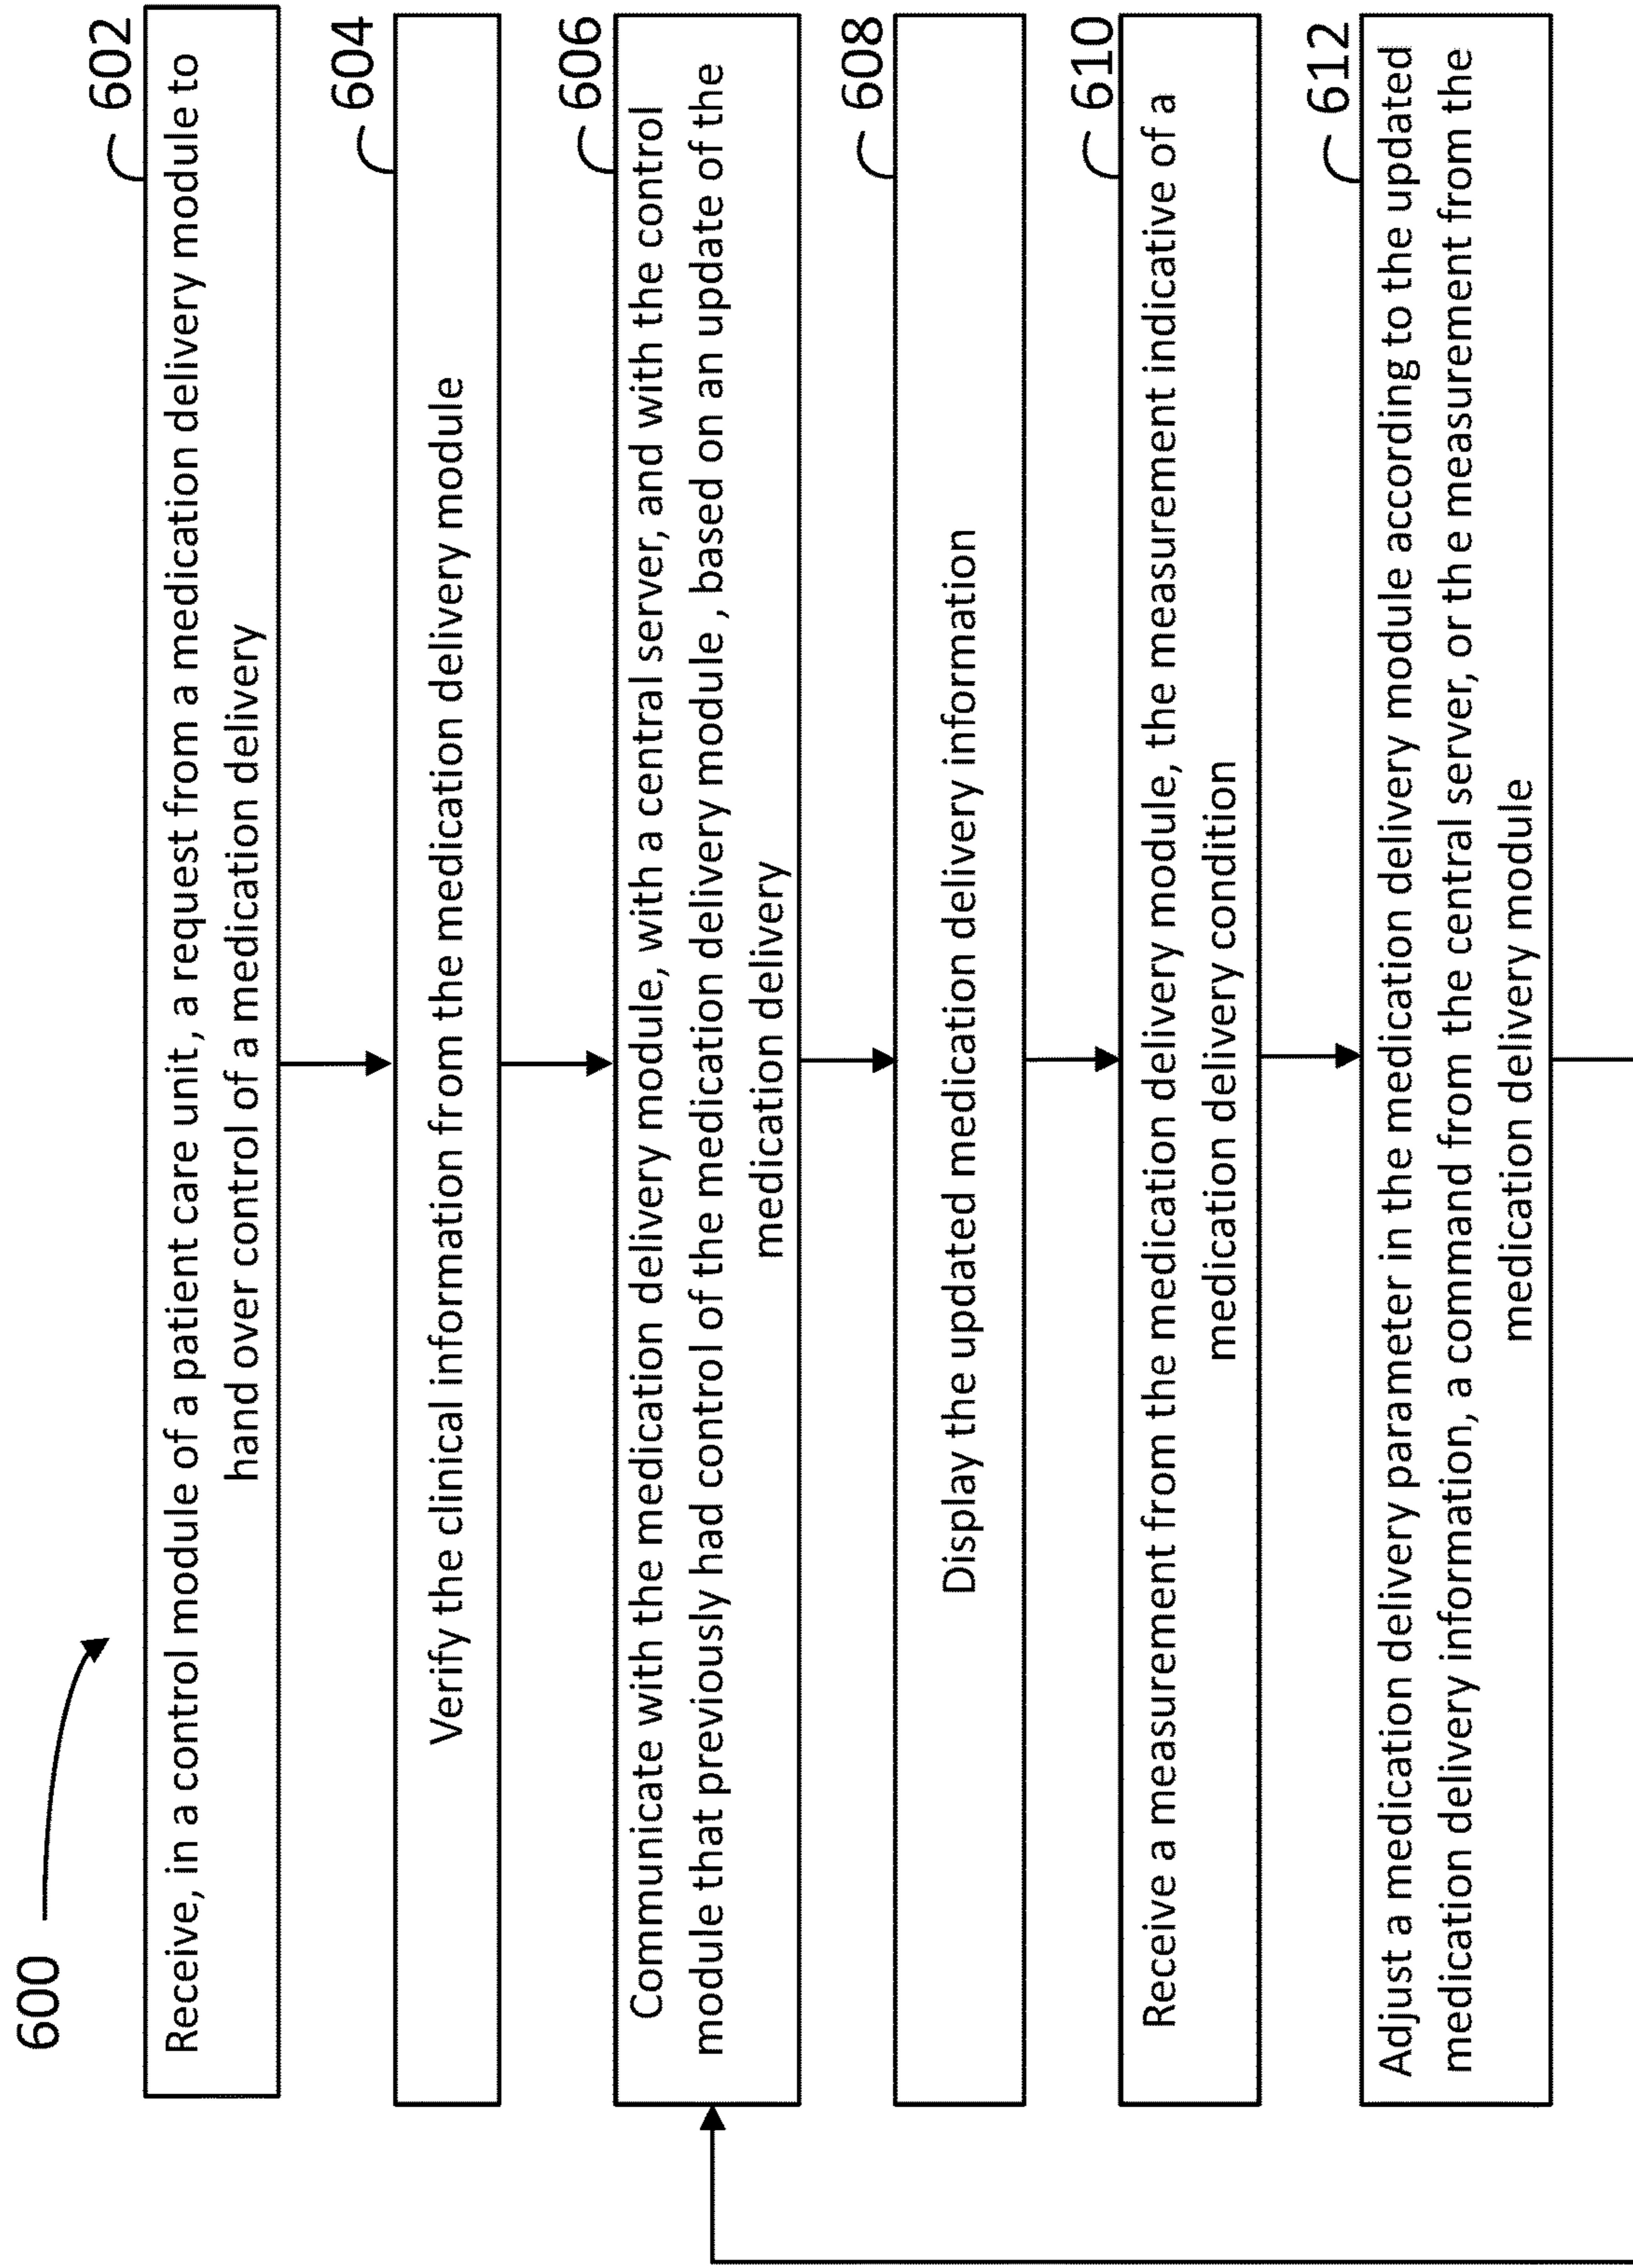 600
602
Receive, in a control module of a patient care unit, a request from a medication delivery module to
hand over control of a medication delivery
604
Verify the clinical information from the medication delivery module
606
Communicate with the medication delivery module, with a central server, and with the control
module that previously had control of the medication delivery module, based on an update of the
medication delivery
608
Display the updated medication delivery information
610
Receive a measurement from the medication delivery module, the measurement indicative of a
medication delivery condition
612
Adjust a medication delivery parameter in the medication delivery module according to the updated
medication delivery information, a command from the central server, or the measurement from the
medication delivery module